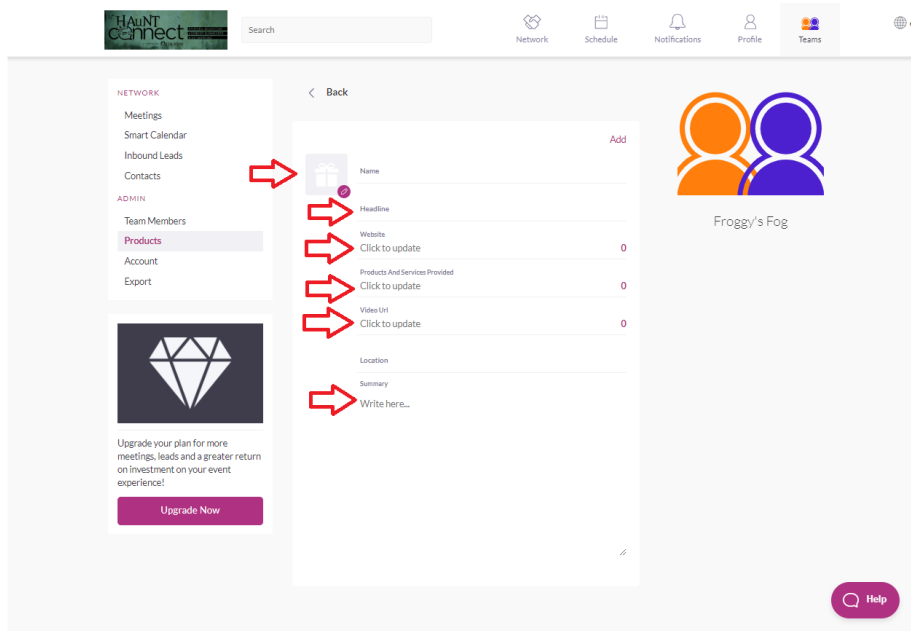 HAuNT
cønnect
Search
Network
Schedule
Notifications
Profile
Teams
NETWORK
Meetings
Smart Calendar
Inbound Leads
Contacts
ADMIN
Team Members
Products
Account
Export
Upgrade your plan for more
meetings, leads and a greater return
on investment on your event
experience!
Upgrade Now
Back
Add
Name
Headline
Website
Click to update
0
Products And Services Provided
Click to update
0
Video Url
Click to update
0
Location
Summary
Write here...
Froggy's Fog
Help